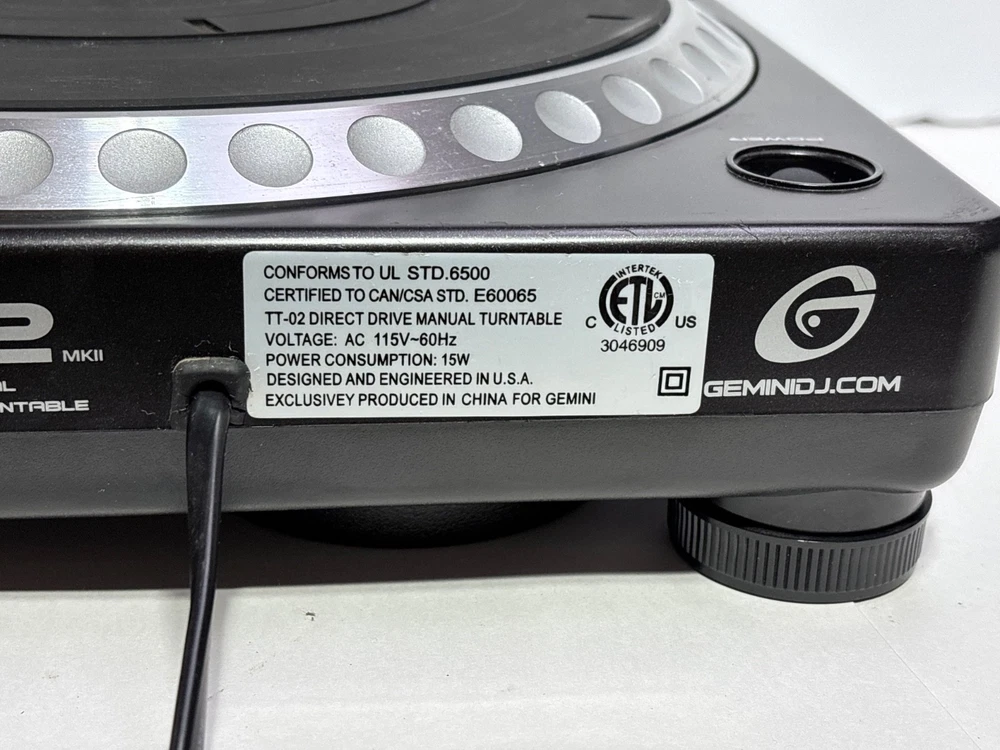 POWER
CONFORMS TO UL STD.6500
CERTIFIED TO CAN/CSA STD. E60065
TT-02 DIRECT DRIVE MANUAL TURNTABLE
VOLTAGE: AC 115V~60Hz
POWER CONSUMPTION: 15W
DESIGNED AND ENGINEERED IN U.S.A.
EXCLUSIVEY PRODUCED IN CHINA FOR GEMINI
INTERTEK
ETL CM
C LISTED US
3046909
2 MKII
GEMINIDJ.COM